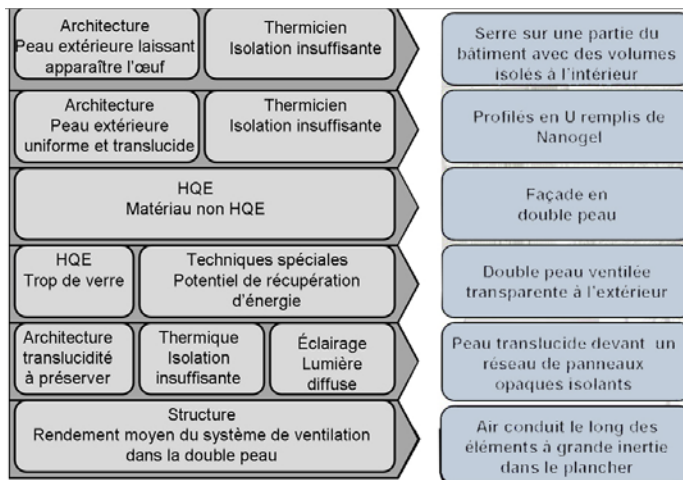 Architecture
Peau extérieure laissant
apparaître l'œuf
Thermicien
Isolation insuffisante
Serre sur une partie du
bâtiment avec des volumes
isolés à l'intérieur
Architecture
Peau extérieure
uniforme et translucide
Thermicien
Isolation insuffisante
Profilés en U remplis de
Nanogel
HQE
Matériau non HQE
Façade en
double peau
HQE
Trop de verre
Techniques spéciales
Potentiel de récupération
d'énergie
Double peau ventilée
transparente à l'extérieur
Architecture
translucidité
à préserver
Thermique
Isolation
insuffisante
Éclairage
Lumière
diffuse
Peau translucide devant un
réseau de panneaux
opaques isolants
Structure
Rendement moyen du système de ventilation
dans la double peau
Air conduit le long des
éléments à grande inertie
dans le plancher